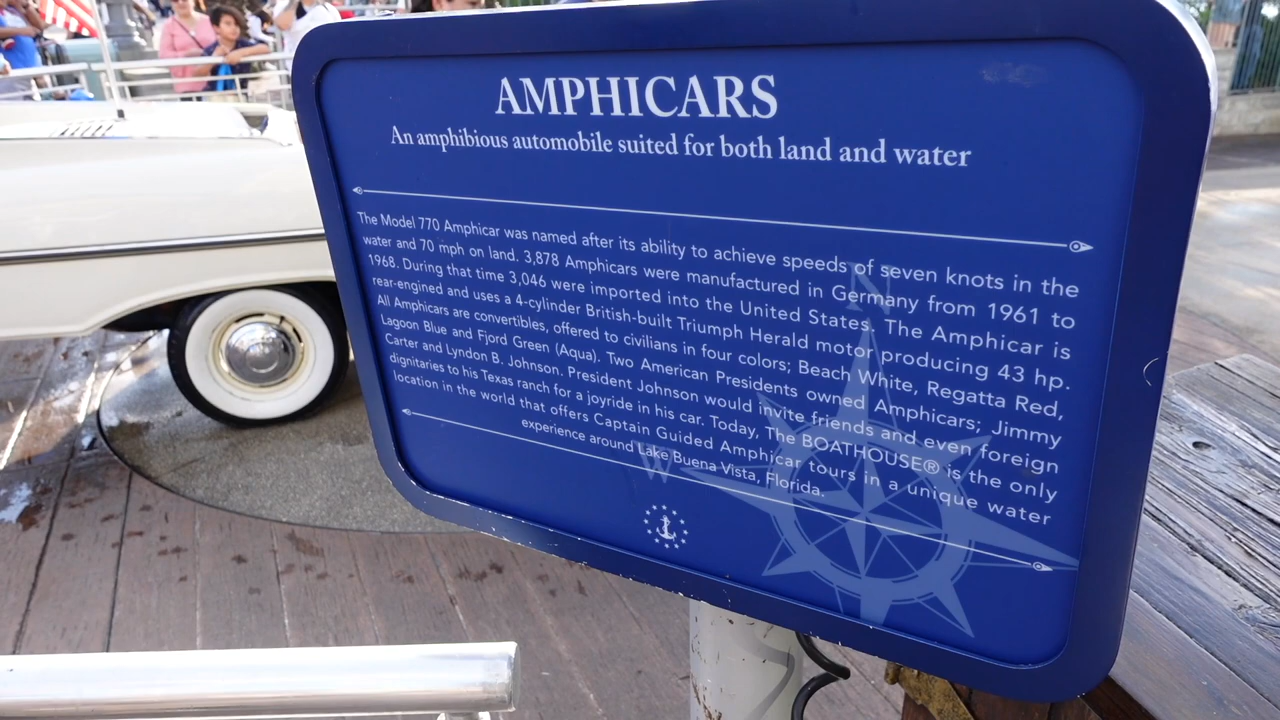 AMPHICARS
An amphibious automobile suited for both land and water
The Model 770 Amphicar was named after its ability to achieve speeds of seven knots in the
water and 70 mph on land. 3,878 Amphicars were manufactured in Germany from 1961 to
1968. During that time 3,046 were imported into the United States. The Amphicar is
rear-engined and uses a 4-cylinder British-built Triumph Herald motor producing 43 hp.
All Amphicars are convertibles, offered to civilians in four colors; Beach White, Regatta Red,
Lagoon Blue and Fjord Green (Aqua). Two American Presidents owned Amphicars; Jimmy
Carter and Lyndon B. Johnson. President Johnson would invite friends and even foreign
dignitaries to his Texas ranch for a joyride in his car. Today, The BOATHOUSE® is the only
location in the world that offers Captain Guided Amphicar tours in a unique water
experience around Lake Buena Vista, Florida.
N
W